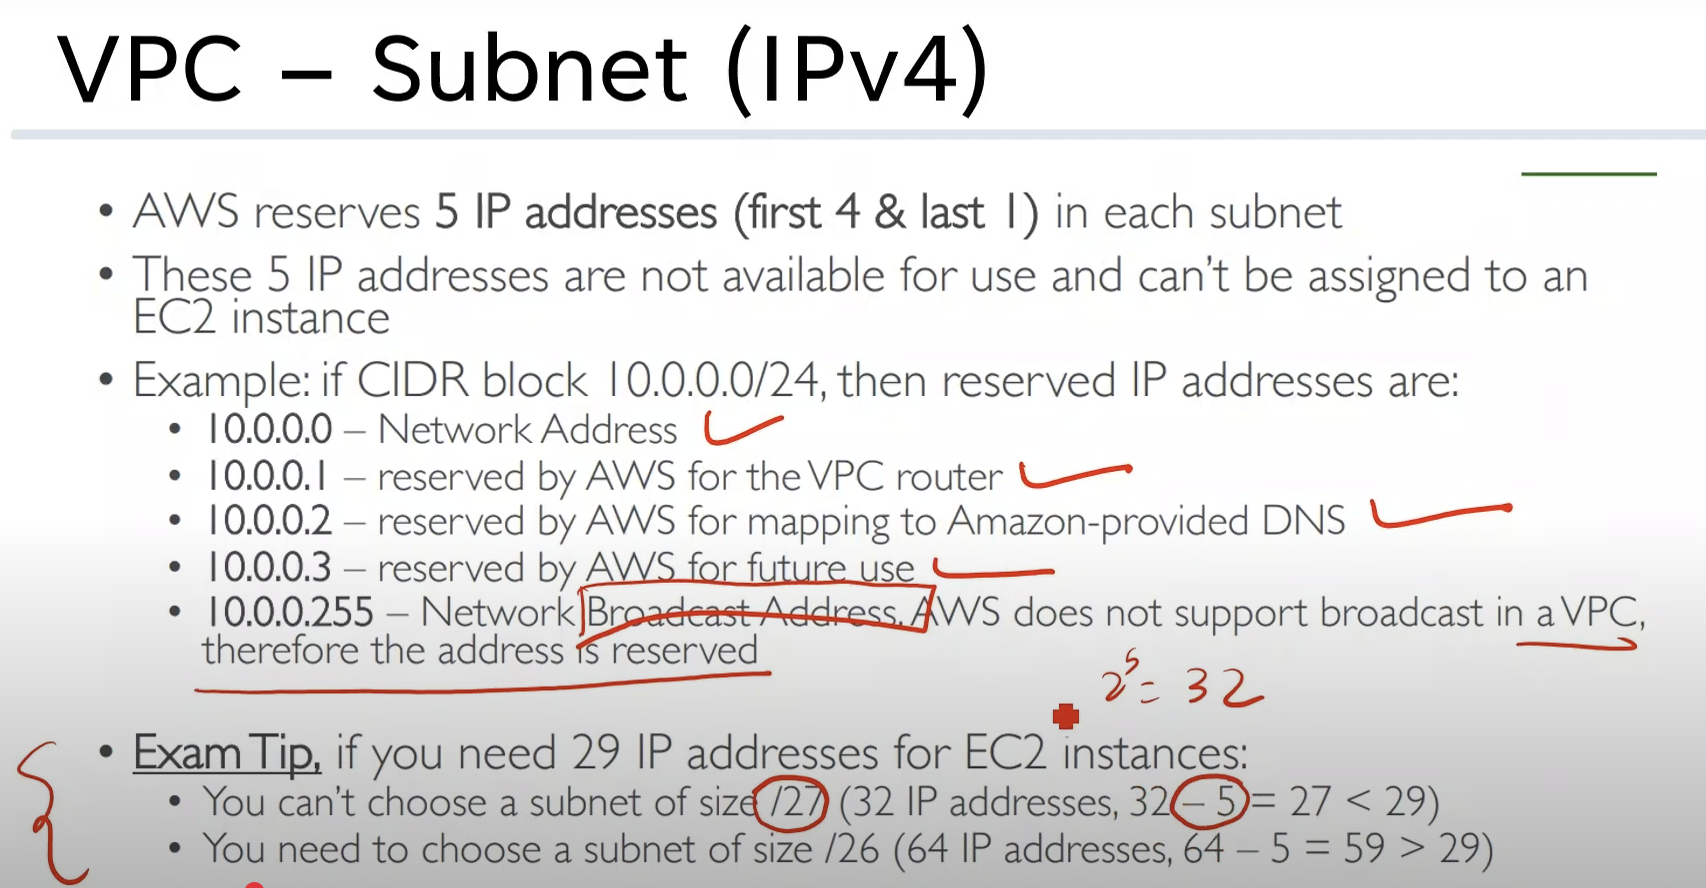 VPC – Subnet (IPv4)
• AWS reserves 5 IP addresses (first 4 & last 1) in each subnet
• These 5 IP addresses are not available for use and can't be assigned to an
EC2 instance
• Example: if CIDR block 10.0.0.0/24, then reserved IP addresses are:
• 10.0.0.0 – Network Address
• 10.0.0.1 – reserved by AWS for the VPC router
• 10.0.0.2 – reserved by AWS for mapping to Amazon-provided DNS
• 10.0.0.3 – reserved by AWS for future use
• 10.0.0.255 – Network Broadcast Address. AWS does not support broadcast in a VPC,
therefore the address is reserved
2⁵ = 32
• Exam Tip, if you need 29 IP addresses for EC2 instances:
• You can't choose a subnet of size /27 (32 IP addresses, 32 – 5 = 27 < 29)
• You need to choose a subnet of size /26 (64 IP addresses, 64 – 5 = 59 > 29)